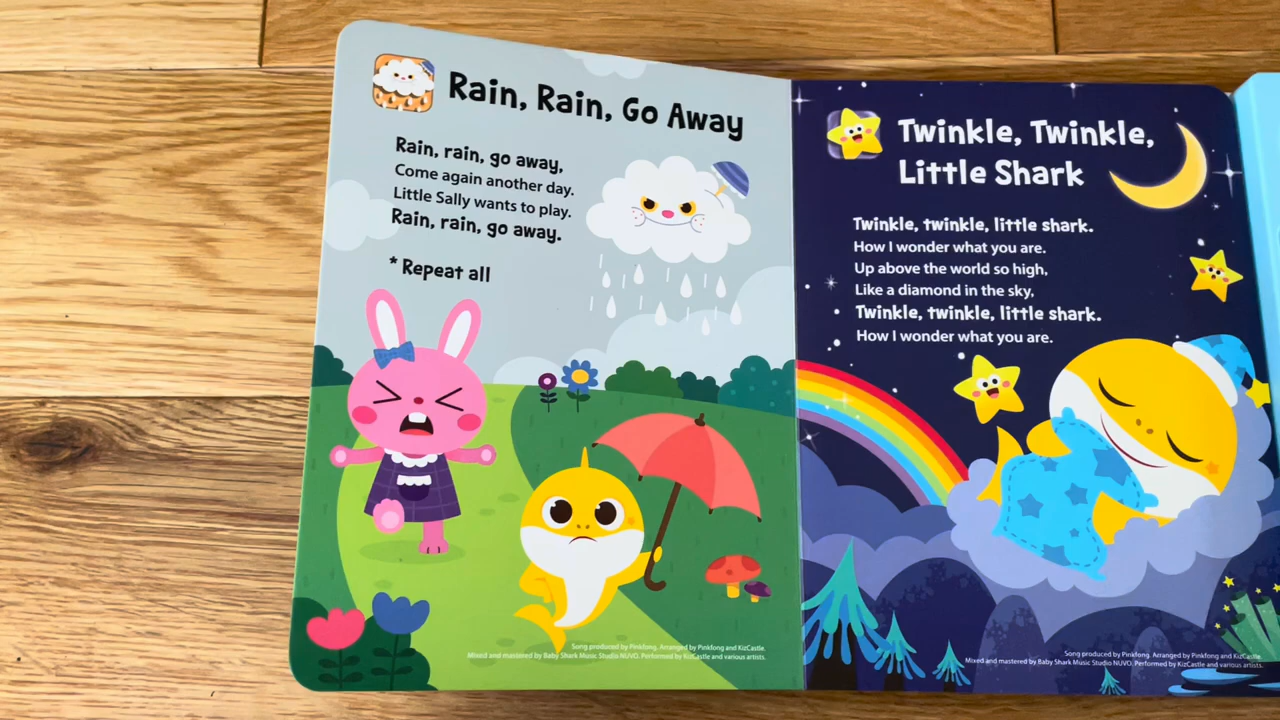 Rain, Rain, Go Away
Rain, rain, go away,
Come again another day.
Little Sally wants to play.
Rain, rain, go away.
* Repeat all
Song produced by Pinkfong. Arranged by Pinkfong and KizCastle.
Mixed and mastered by Baby Shark Music Studio NUVO. Performed by KizCastle and various artists.
Twinkle, Twinkle,
Little Shark
Twinkle, twinkle, little shark.
How I wonder what you are.
Up above the world so high,
Like a diamond in the sky,
Twinkle, twinkle, little shark.
How I wonder what you are.
Song produced by Pinkfong. Arranged by Pinkfong and KizCastle.
Mixed and mastered by Baby Shark Music Studio NUVO. Performed by KizCastle and various artists.